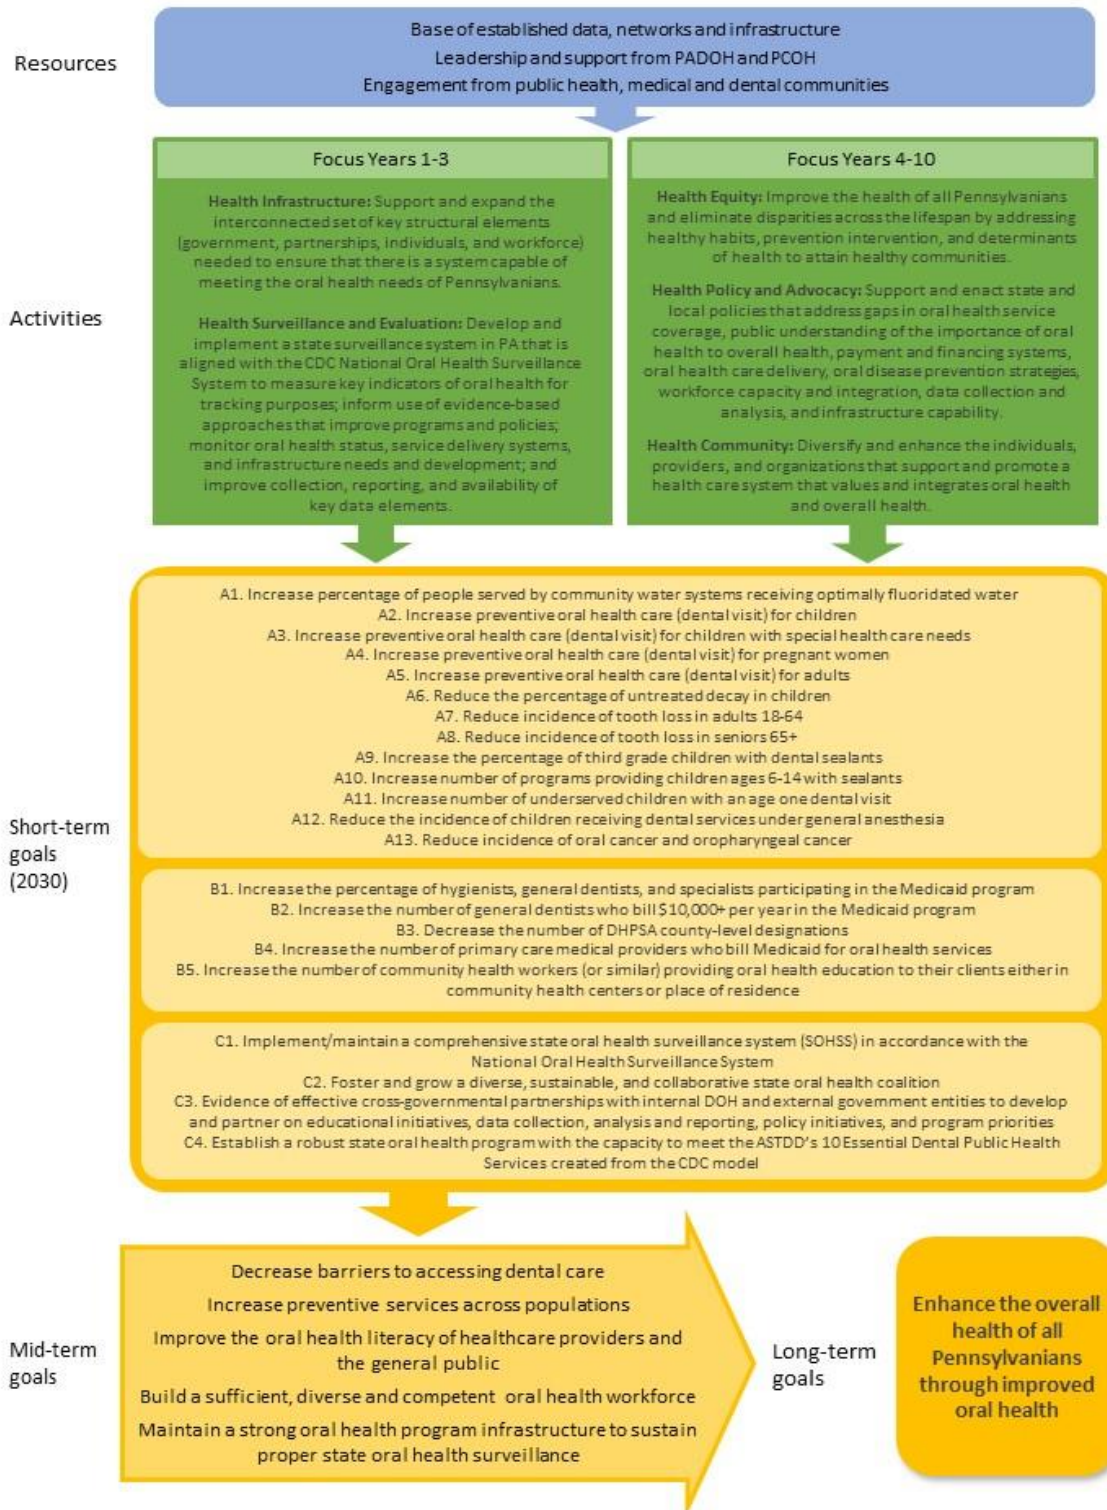 Resources
Base of established data, networks and infrastructure
Leadership and support from PADOH and PCOH
Engagement from public health, medical and dental communities
Activities
Focus Years 1-3
Health Infrastructure: Support and expand the
interconnected set of key structural elements
(government, partnerships, individuals, and workforce)
needed to ensure that there is a system capable of
meeting the oral health needs of Pennsylvanians.
Health Surveillance and Evaluation: Develop and
implement a state surveillance system in PA that is
aligned with the CDC National Oral Health Surveillance
System to measure key indicators of oral health for
tracking purposes; inform use of evidence-based
approaches that improve programs and policies;
monitor oral health status, service delivery systems,
and infrastructure needs and development; and
improve collection, reporting, and availability of
key data elements.
Focus Years 4-10
Health Equity: Improve the health of all Pennsylvanians
and eliminate disparities across the lifespan by addressing
healthy habits, prevention intervention, and determinants
of health to attain healthy communities.
Health Policy and Advocacy: Support and enact state and
local policies that address gaps in oral health service
coverage, public understanding of the importance of oral
health to overall health, payment and financing systems,
oral health care delivery, oral disease prevention strategies,
workforce capacity and integration, data collection and
analysis, and infrastructure capability.
Health Community: Diversify and enhance the individuals,
providers, and organizations that support and promote a
health care system that values and integrates oral health
and overall health.
Short-term
goals
(2030)
A1. Increase percentage of people served by community water systems receiving optimally fluoridated water
A2. Increase preventive oral health care (dental visit) for children
A3. Increase preventive oral health care (dental visit) for children with special health care needs
A4. Increase preventive oral health care (dental visit) for pregnant women
A5. Increase preventive oral health care (dental visit) for adults
A6. Reduce the percentage of untreated decay in children
A7. Reduce incidence of tooth loss in adults 18-64
A8. Reduce incidence of tooth loss in seniors 65+
A9. Increase the percentage of third grade children with dental sealants
A10. Increase number of programs providing children ages 6-14 with sealants
A11. Increase number of underserved children with an age one dental visit
A12. Reduce the incidence of children receiving dental services under general anesthesia
A13. Reduce incidence of oral cancer and oropharyngeal cancer
B1. Increase the percentage of hygienists, general dentists, and specialists participating in the Medicaid program
B2. Increase the number of general dentists who bill $10,000+ per year in the Medicaid program
B3. Decrease the number of DHPSA county-level designations
B4. Increase the number of primary care medical providers who bill Medicaid for oral health services
B5. Increase the number of community health workers (or similar) providing oral health education to their clients either in
community health centers or place of residence
C1. Implement/maintain a comprehensive state oral health surveillance system (SOHSS) in accordance with the
National Oral Health Surveillance System
C2. Foster and grow a diverse, sustainable, and collaborative state oral health coalition
C3. Evidence of effective cross-governmental partnerships with internal DOH and external government entities to develop
and partner on educational initiatives, data collection, analysis and reporting, policy initiatives, and program priorities
C4. Establish a robust state oral health program with the capacity to meet the ASTDD's 10 Essential Dental Public Health
Services created from the CDC model
Mid-term
goals
Decrease barriers to accessing dental care
Increase preventive services across populations
Improve the oral health literacy of healthcare providers and
the general public
Build a sufficient, diverse and competent oral health workforce
Maintain a strong oral health program infrastructure to sustain
proper state oral health surveillance
Long-term
goals
Enhance the overall
health of all
Pennsylvanians
through improved
oral health